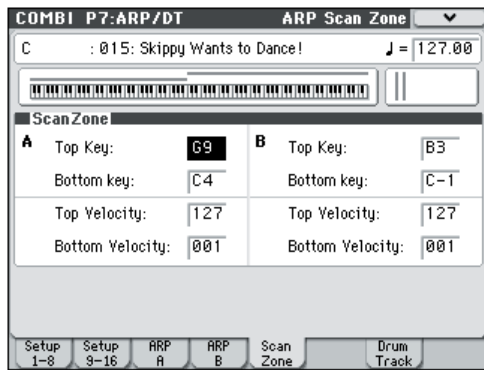 COMBI P7:ARP/DT ARP Scan Zone
C : 015: Skippy Wants to Dance! ♩ = 127.00
ScanZone
A Top Key: G9 B Top Key: B3
Bottom key: C4 Bottom key: C-1
Top Velocity: 127 Top Velocity: 127
Bottom Velocity: 001 Bottom Velocity: 001
Setup 1-8 Setup 9-16 ARP A ARP B Scan Zone Drum Track